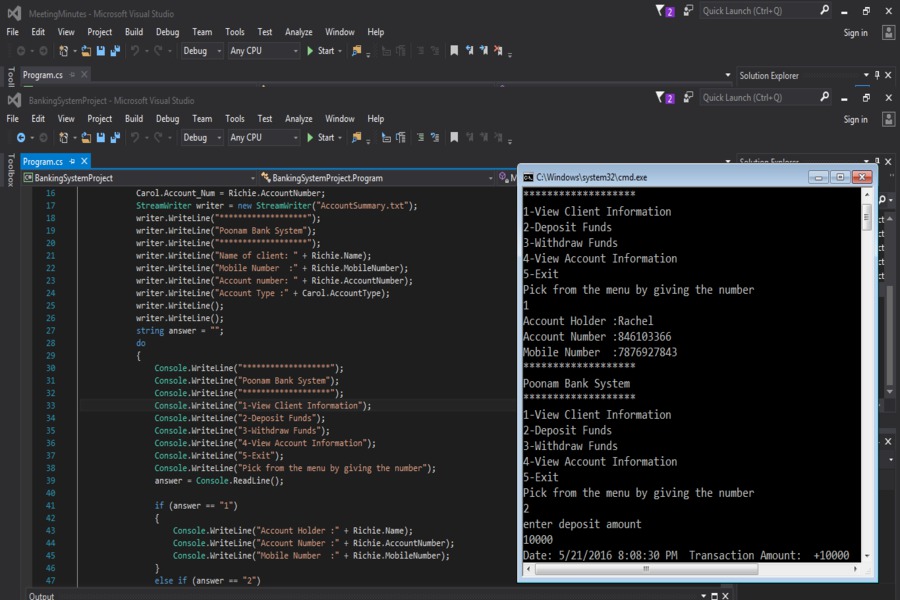 MeetingMinutes - Microsoft Visual Studio
2
Quick Launch (Ctrl+Q)
File Edit View Project Build Debug Team Tools Test Analyze Window Help
Sign in
Debug Any CPU Start
Program.cs
Solution Explorer
BankingSystemProject - Microsoft Visual Studio
2
Quick Launch (Ctrl+Q)
File Edit View Project Build Debug Team Tools Test Analyze Window Help
Sign in
Debug Any CPU Start
Toolbox
Program.cs
Solution Explorer
BankingSystemProject BankingSystemProject.Program
16 Carol.Account_Num = Richie.AccountNumber;
17 StreamWriter writer = new StreamWriter("AccountSummary.txt");
18 writer.WriteLine("*******************");
19 writer.WriteLine("Poonam Bank System");
20 writer.WriteLine("*******************");
21 writer.WriteLine("Name of client: " + Richie.Name);
22 writer.WriteLine("Mobile Number  :" + Richie.MobileNumber);
23 writer.WriteLine("Account number: " + Richie.AccountNumber);
24 writer.WriteLine("Account Type :" + Carol.AccountType);
25 writer.WriteLine();
26 writer.WriteLine();
27 string answer = "";
28 do
29 {
30 Console.WriteLine("*******************");
31 Console.WriteLine("Poonam Bank System");
32 Console.WriteLine("*******************");
33 Console.WriteLine("1-View Client Information");
34 Console.WriteLine("2-Deposit Funds");
35 Console.WriteLine("3-Withdraw Funds");
36 Console.WriteLine("4-View Account Information");
37 Console.WriteLine("5-Exit");
38 Console.WriteLine("Pick from the menu by giving the number");
39 answer = Console.ReadLine();
40
41 if (answer == "1")
42 {
43 Console.WriteLine("Account Holder :" + Richie.Name);
44 Console.WriteLine("Account Number :" + Richie.AccountNumber);
45 Console.WriteLine("Mobile Number  :" + Richie.MobileNumber);
46 }
47 else if (answer == "2")
Output
C:\Windows\system32\cmd.exe
*******************
1-View Client Information
2-Deposit Funds
3-Withdraw Funds
4-View Account Information
5-Exit
Pick from the menu by giving the number
1
Account Holder :Rachel
Account Number :846103366
Mobile Number  :7876927843
*******************
Poonam Bank System
*******************
1-View Client Information
2-Deposit Funds
3-Withdraw Funds
4-View Account Information
5-Exit
Pick from the menu by giving the number
2
enter deposit amount
10000
Date: 5/21/2016 8:08:30 PM  Transaction Amount:  +10000